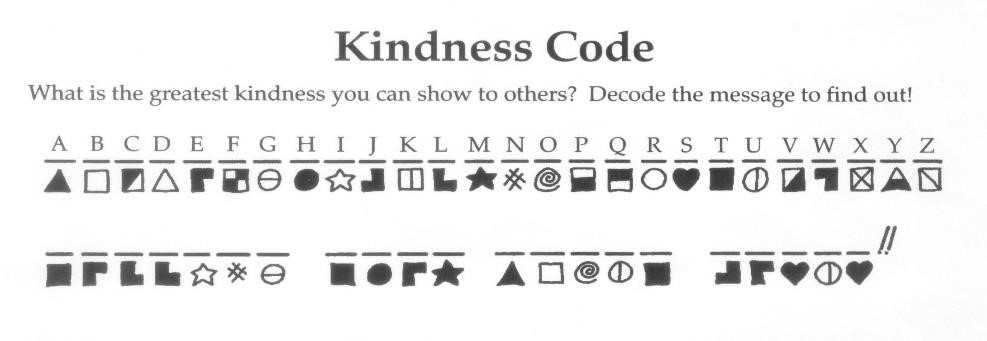 Kindness Code
What is the greatest kindness you can show to others? Decode the message to find out!
A B C D E F G H I J K L M N O P Q R S T U V W X Y Z
!!